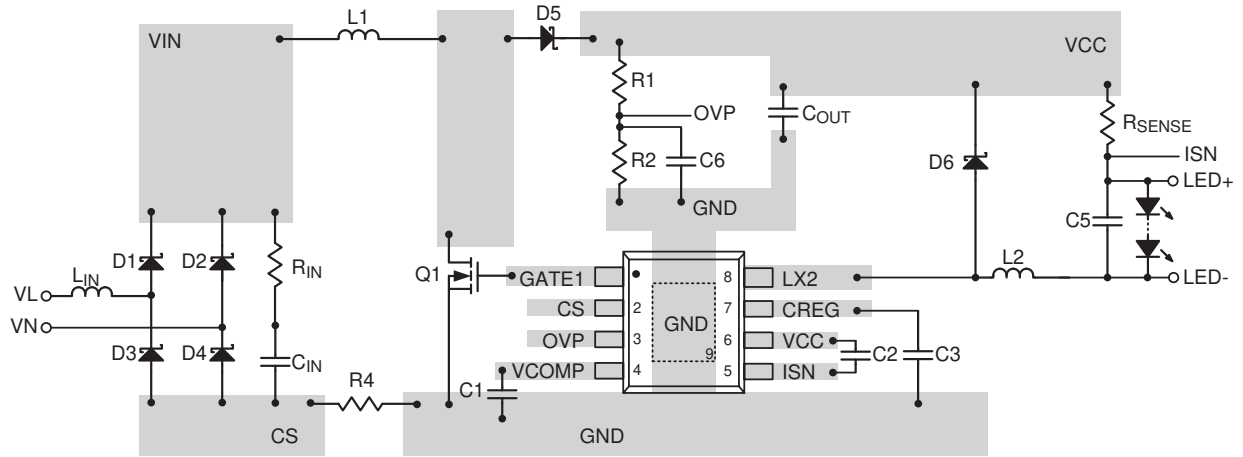 L1
D5
VIN
VCC
R1
OVP
COUT
RSENSE
R2
C6
D6
ISN
LED+
GND
C5
D1
D2
RIN
Q1
GATE1
8
LX2
L2
LED-
LIN
VL
CS
2
GND
7
CREG
VN
OVP
3
6
VCC
C2
C3
D3
D4
CIN
9
VCOMP
4
5
ISN
R4
C1
CS
GND